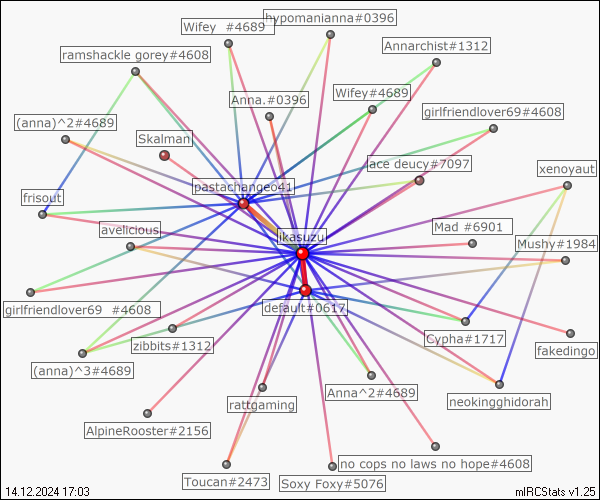 Wifey  #4689
hypomanianna#0396
ramshackle gorey#4608
Annarchist#1312
Anna.#0396
Wifey#4689
girlfriendlover69#4608
(anna)^2#4689
Skalman
lace deucy#7097
xenoyaut
pastachangeo41
frisout
avelicious
ikasuzu
Mad #6901
Mushy#1984
girlfriendlover69  #4608
default#0617
zibbits#1312
Cypha#1717
fakedingo
(anna)^3#4689
rattgaming
Anna^2#4689
neokingghidorah
AlpineRooster#2156
no cops no laws no hope#4608
Toucan#2473
Soxy Foxy#5076
14.12.2024 17:03
mIRCStats v1.25